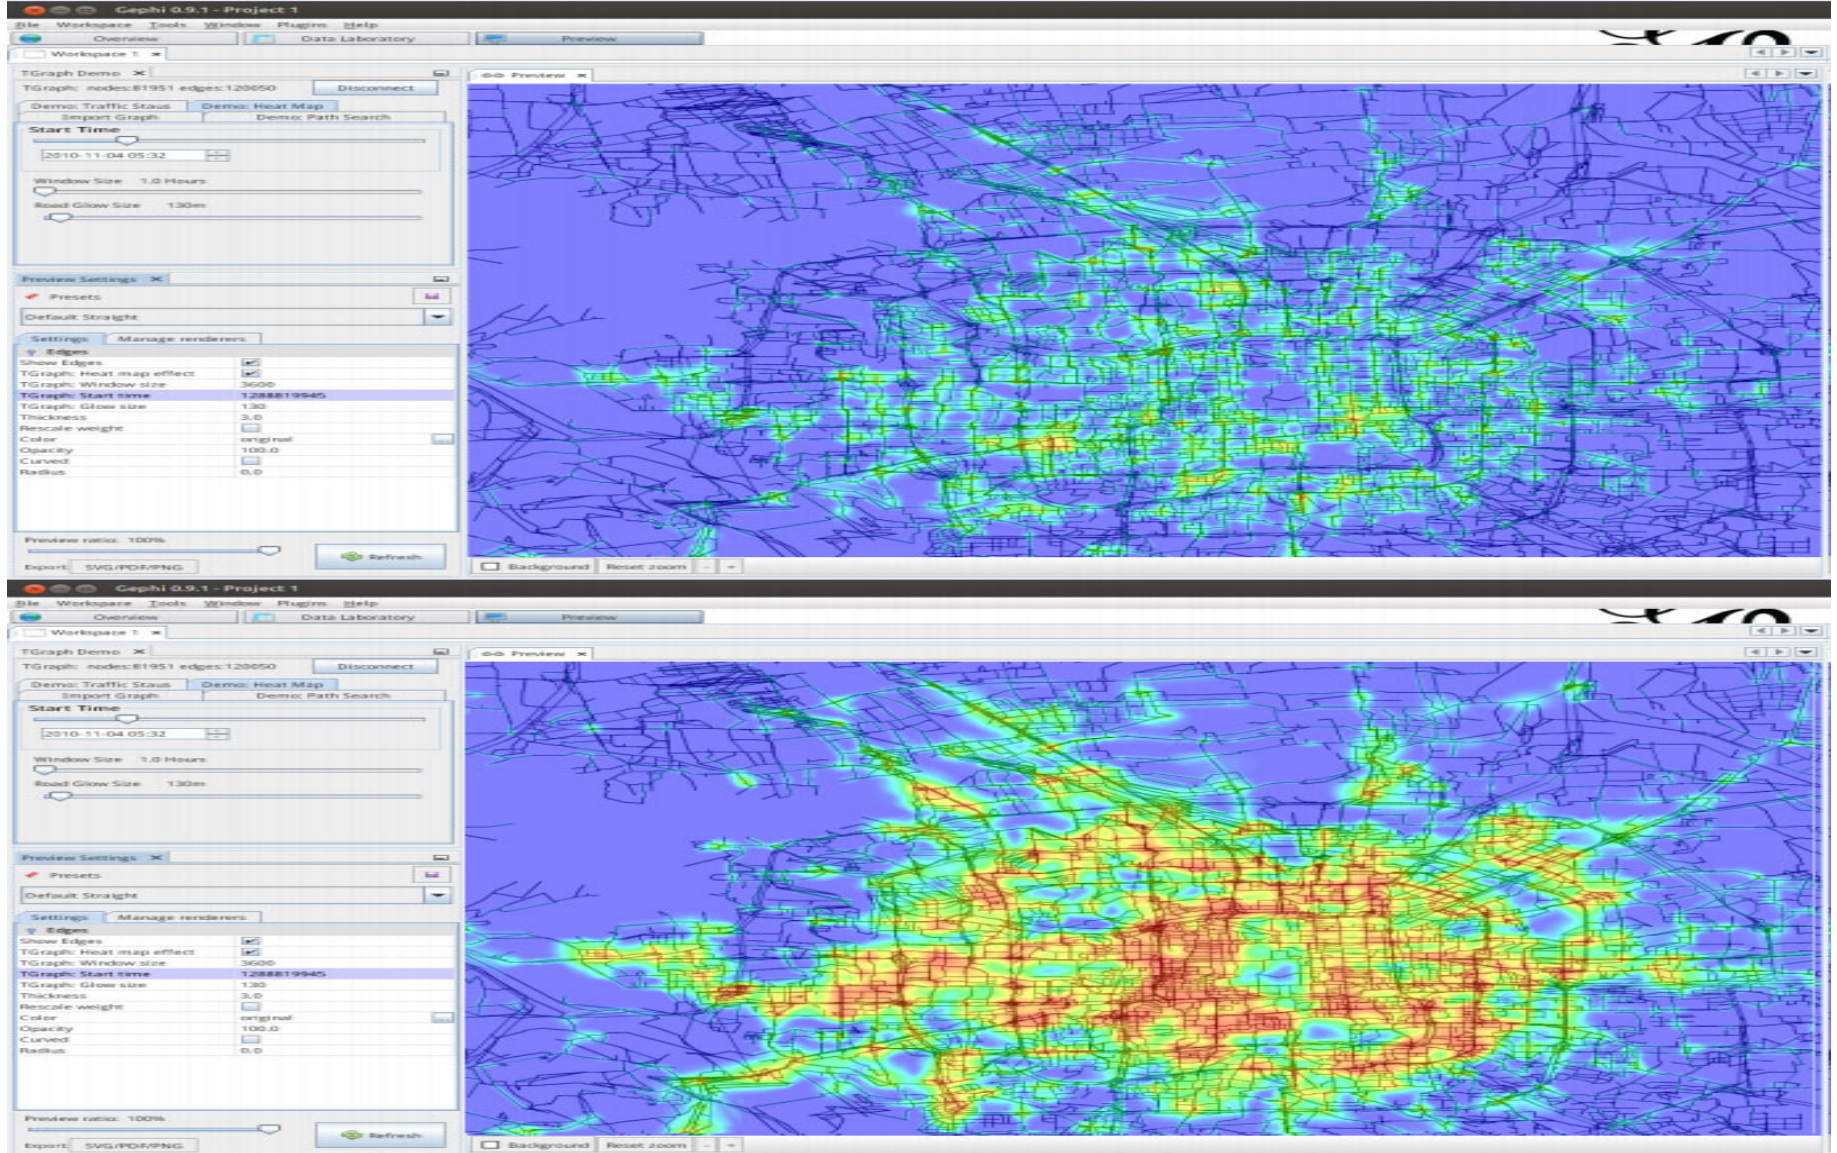 Gephi 0.9.1 - Project 1
File Workspace Tools Window Plugins Help
Overview Data Laboratory Preview
Workspace 1
TGraph Demo
Preview
TGraph: nodes:81951 edges:120050 Disconnect
Demo: Traffic Staus Demo: Heat Map
Import Graph Demo: Path Search
Start Time
2010-11-04 05:32
Window Size 1.0 Hours
Road Glow Size 130m
Preview Settings
Presets
Default Straight
Settings Manage renderers
Edges
Show Edges
TGraph: Heat map effect
TGraph: Window size 3600
TGraph: Start time 1288819945
TGraph: Glow size 130
Thickness 3.0
Rescale weight
Color original ...
Opacity 100.0
Curved
Radius 0.0
Preview ratio: 100%
Refresh
Export: SVG/PDF/PNG
Background Reset zoom - +
Gephi 0.9.1 - Project 1
File Workspace Tools Window Plugins Help
Overview Data Laboratory Preview
Workspace 1
TGraph Demo
Preview
TGraph: nodes:81951 edges:120050 Disconnect
Demo: Traffic Staus Demo: Heat Map
Import Graph Demo: Path Search
Start Time
2010-11-04 05:32
Window Size 1.0 Hours
Road Glow Size 130m
Preview Settings
Presets
Default Straight
Settings Manage renderers
Edges
Show Edges
TGraph: Heat map effect
TGraph: Window size 3600
TGraph: Start time 1288819945
TGraph: Glow size 130
Thickness 3.0
Rescale weight
Color original ...
Opacity 100.0
Curved
Radius 0.0
Preview ratio: 100%
Refresh
Export: SVG/PDF/PNG
Background Reset zoom - +